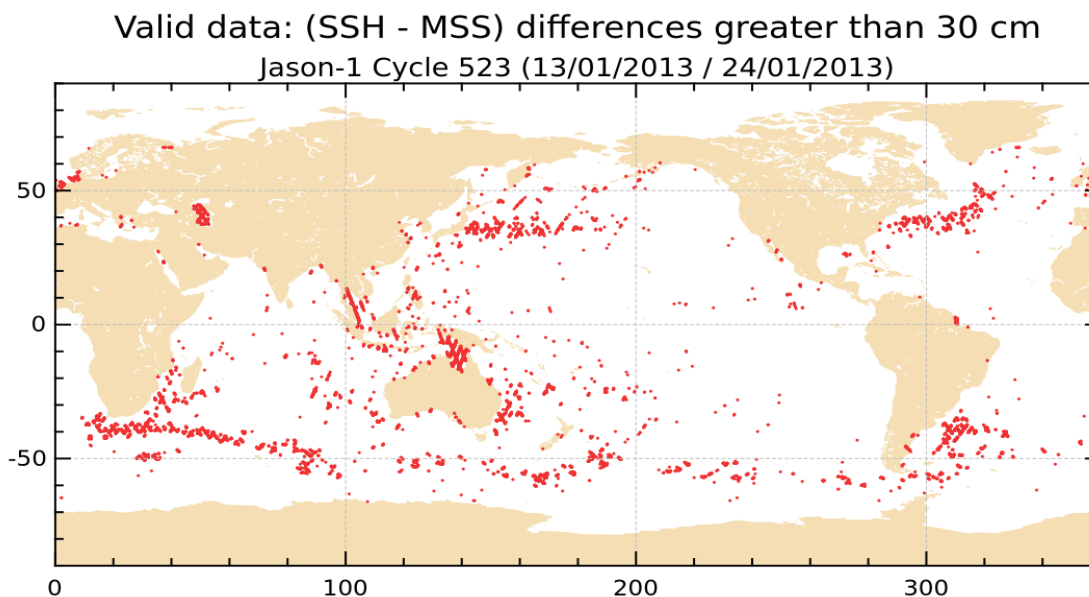 Valid data: (SSH - MSS) differences greater than 30 cm
Jason-1 Cycle 523 (13/01/2013 / 24/01/2013)
50
0
-50
0 100 200 300